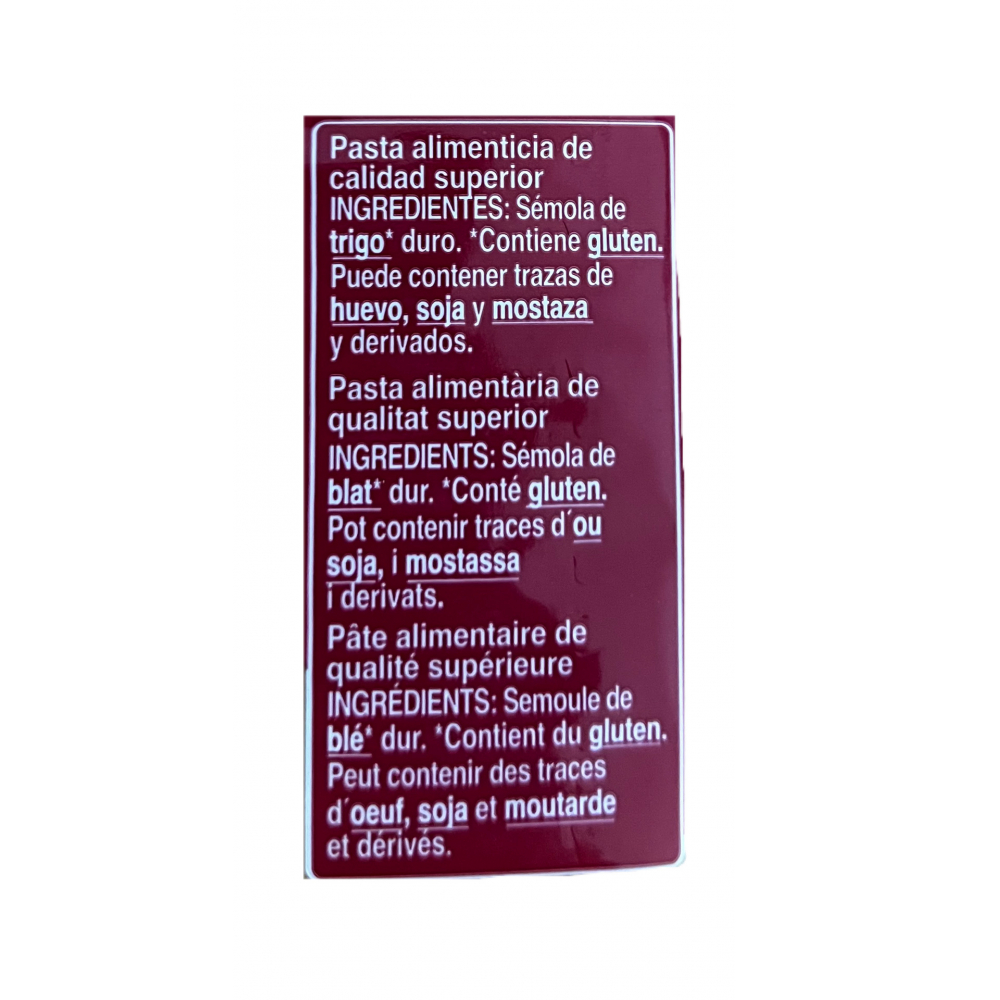 Pasta alimenticia de
calidad superior
INGREDIENTES: Sémola de
trigo* duro. *Contiene gluten.
Puede contener trazas de
huevo, soja y mostaza
y derivados.
Pasta alimentària de
qualitat superior
INGREDIENTS: Sémola de
blat* dur. *Conté gluten.
Pot contenir traces d´ou
soja, i mostassa
i derivats.
Pâte alimentaire de
qualité supérieure
INGRÉDIENTS: Semoule de
blé* dur. *Contient du gluten.
Peut contenir des traces
d´oeuf, soja et moutarde
et dérivés.